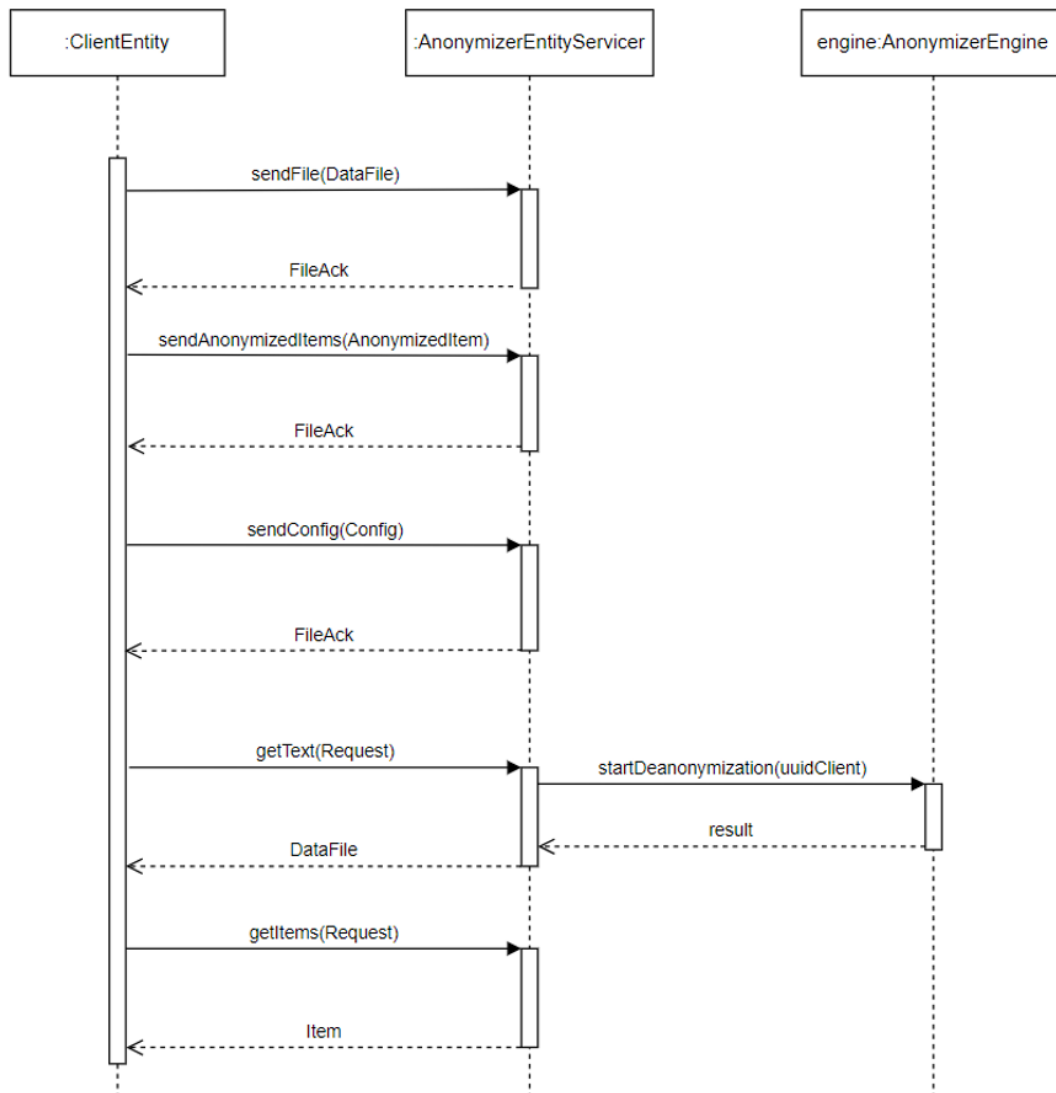 :ClientEntity
:AnonymizerEntityServicer
engine:AnonymizerEngine
sendFile(DataFile)
FileAck
sendAnonymizedItems(AnonymizedItem)
FileAck
sendConfig(Config)
FileAck
getText(Request)
startDeanonymization(uuidClient)
result
DataFile
getItems(Request)
Item